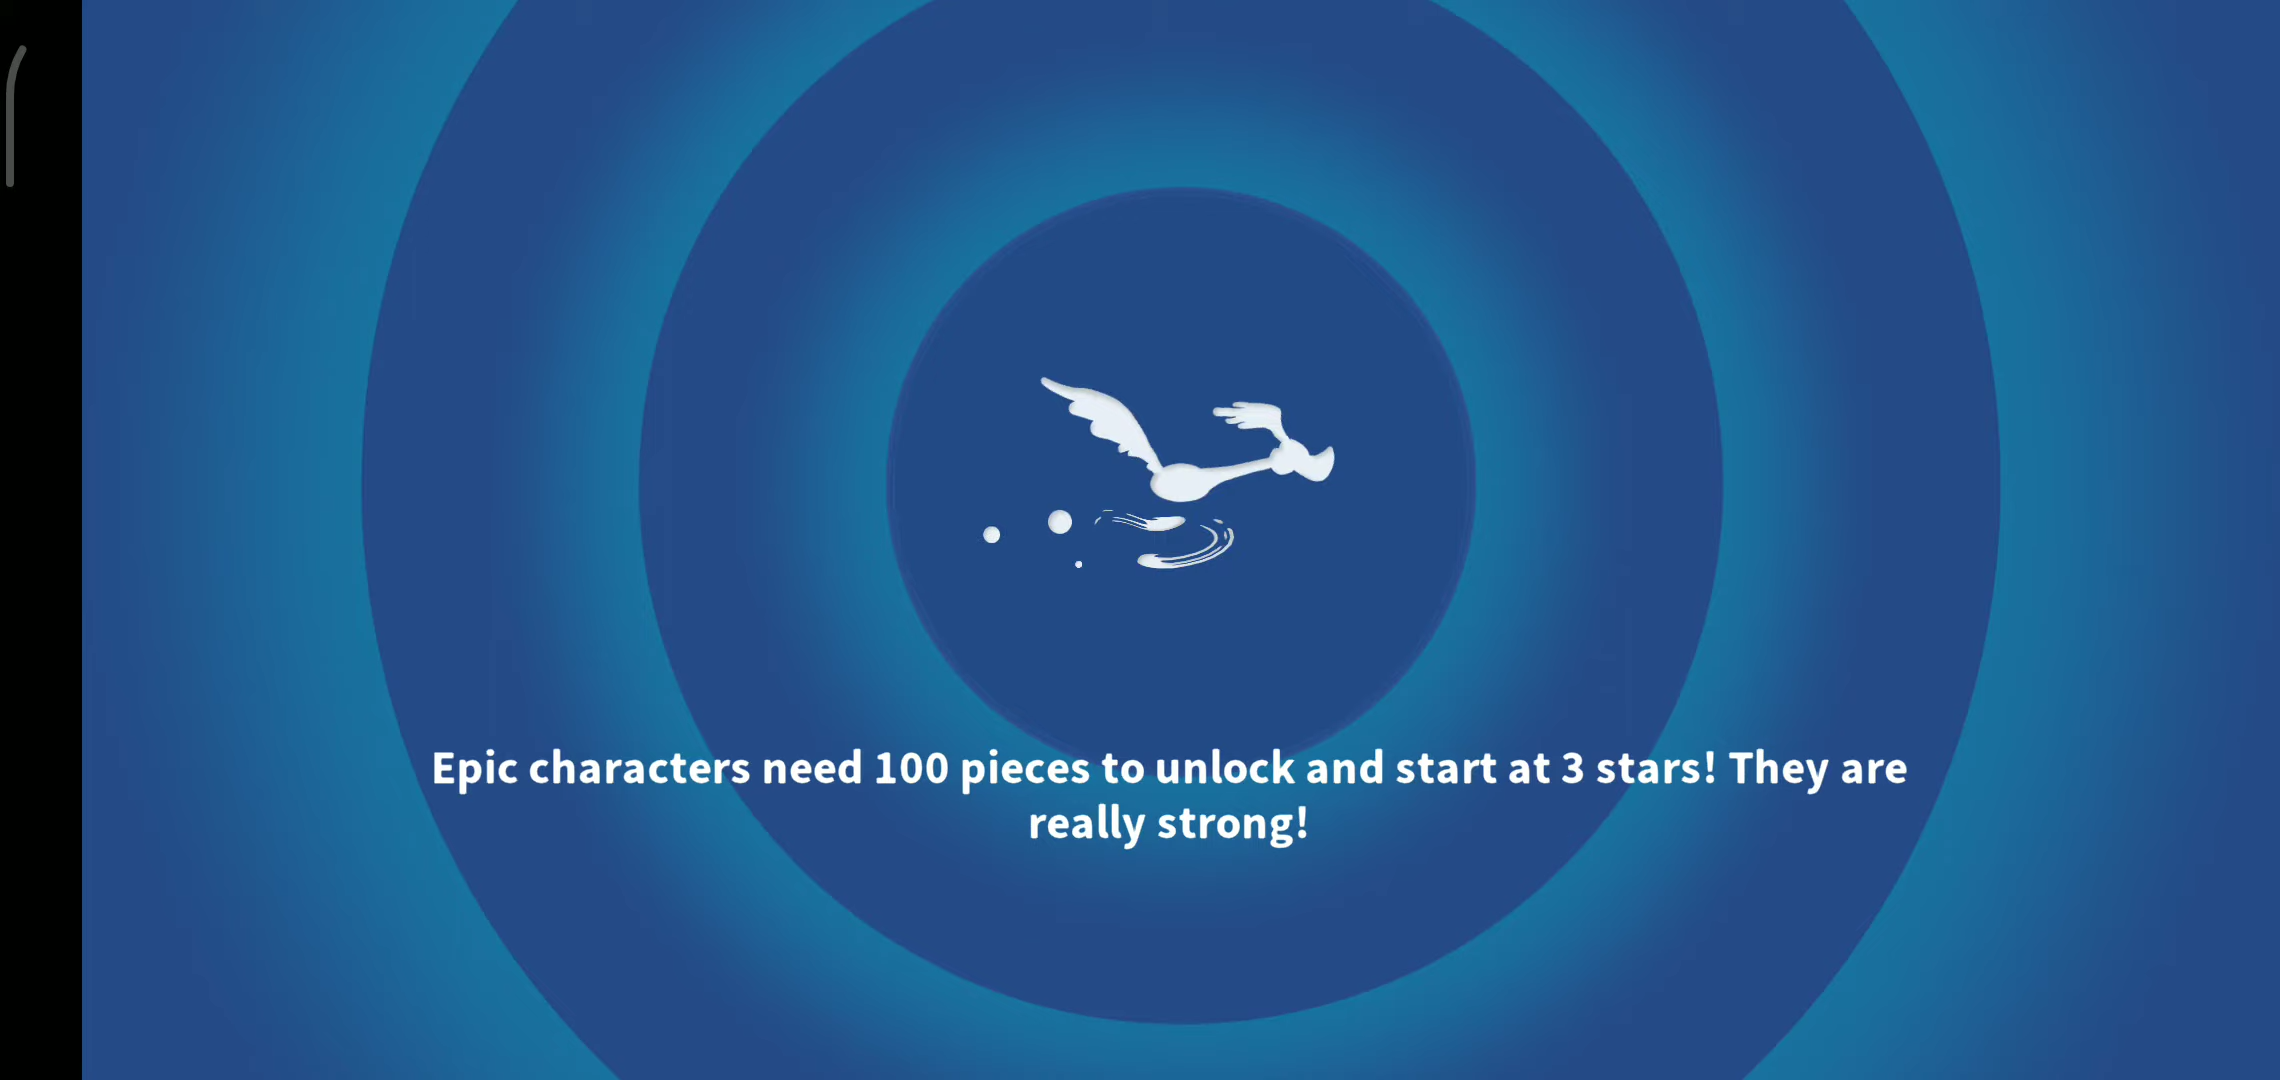 Epic characters need 100 pieces to unlock and start at 3 stars! They are
really strong!